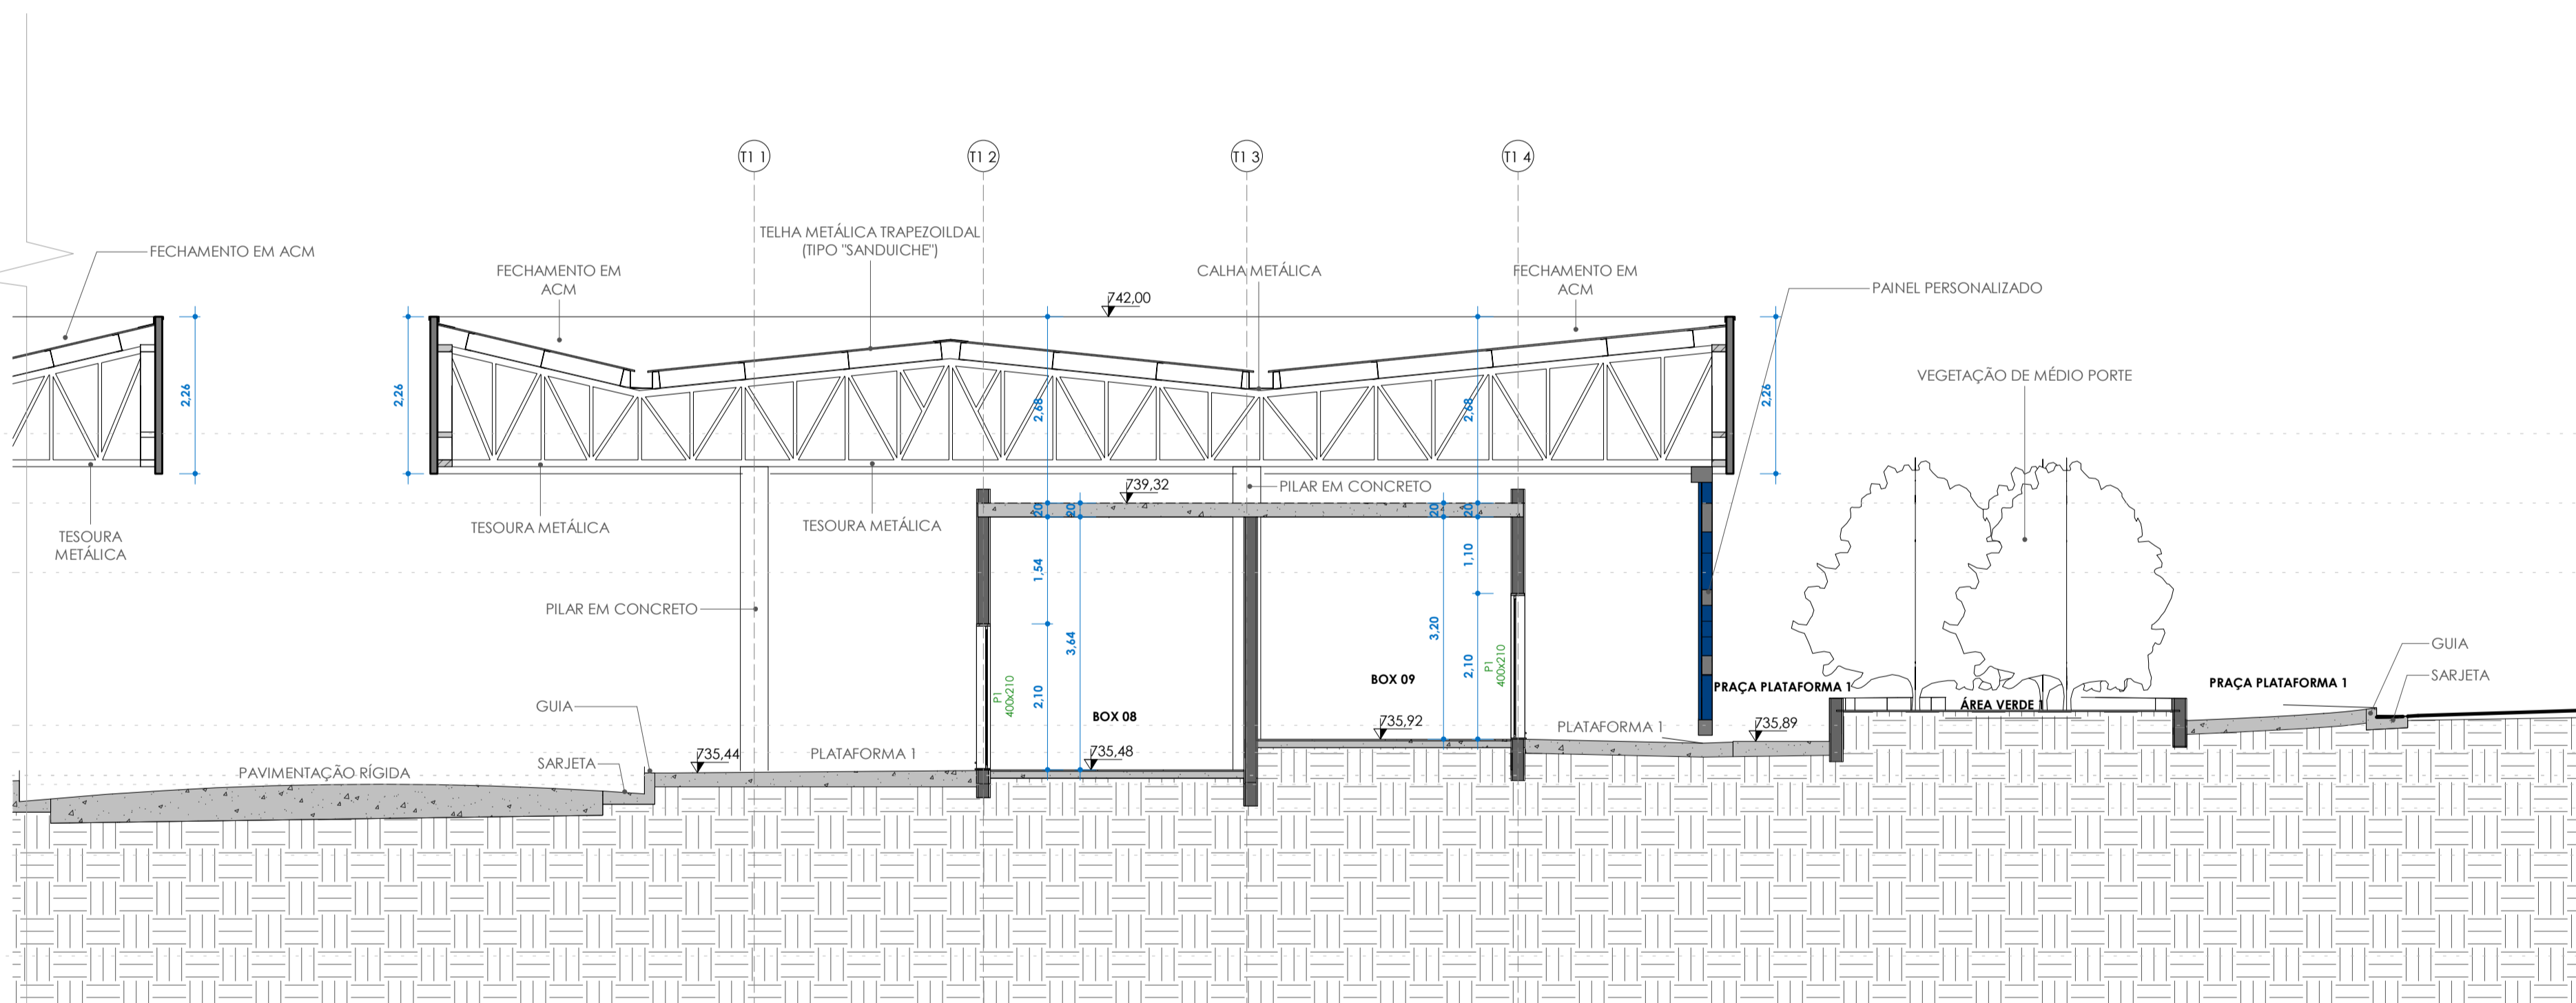 T1 1
T1 2
T1 3
T1 4
FECHAMENTO EM ACM
TELHA METÁLICA TRAPEZOILDAL
(TIPO "SANDUICHE")
FECHAMENTO EM
ACM
CALHA METÁLICA
FECHAMENTO EM
ACM
PAINEL PERSONALIZADO
742,00
2,26
2,26
2,68
2,68
2,26
VEGETAÇÃO DE MÉDIO PORTE
739,32
PILAR EM CONCRETO
TESOURA
METÁLICA
TESOURA METÁLICA
TESOURA METÁLICA
20
20
20
20
1,54
1,10
PILAR EM CONCRETO
3,64
3,20
2,10
2,10
P1
400x210
P1
400x210
BOX 08
BOX 09
GUIA
SARJETA
PRAÇA PLATAFORMA 1
ÁREA VERDE 1
PRAÇA PLATAFORMA 1
GUIA
SARJETA
735,44
PLATAFORMA 1
735,48
735,92
PLATAFORMA 1
735,89
PAVIMENTAÇÃO RÍGIDA